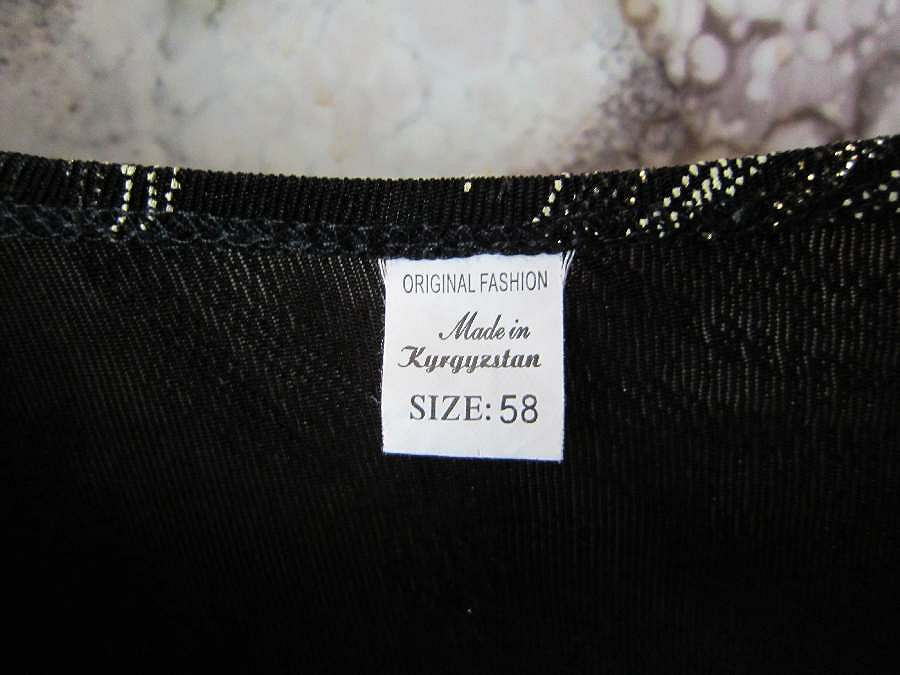 ORIGINAL FASHION
Made in
Kyrgyzstan
SIZE: 58